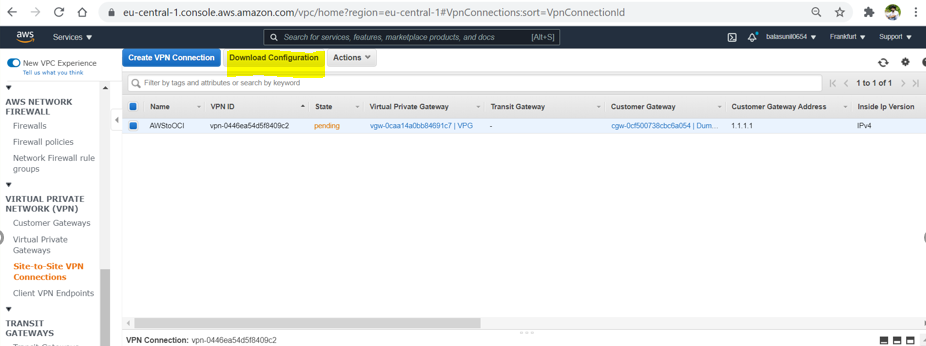 eu-central-1.console.aws.amazon.com/vpc/home?region=eu-central-1#VpnConnections:sort=VpnConnectionId
aws Services Search for services, features, marketplace products, and docs [Alt+S] batasunil0654 Frankfurt Support
New VPC Experience
Tell us what you think
Create VPN Connection Download Configuration Actions
Filter by tags and attributes or search by keyword 1 to 1 of 1
Name VPN ID State Virtual Private Gateway Transit Gateway Customer Gateway Customer Gateway Address Inside Ip Version
AWStoOCI vpn-0446ea54d5f8409c2 pending vgw-0caa14a0bb84691c7 | VPG - cgw-0cf500738cbc6a054 | Dum... 1.1.1.1 IPv4
AWS NETWORK
FIREWALL
Firewalls
Firewall policies
Network Firewall rule
groups
VIRTUAL PRIVATE
NETWORK (VPN)
Customer Gateways
Virtual Private
Gateways
Site-to-Site VPN
Connections
Client VPN Endpoints
TRANSIT
GATEWAYS
VPN Connection: vpn-0446ea54d5f8409c2